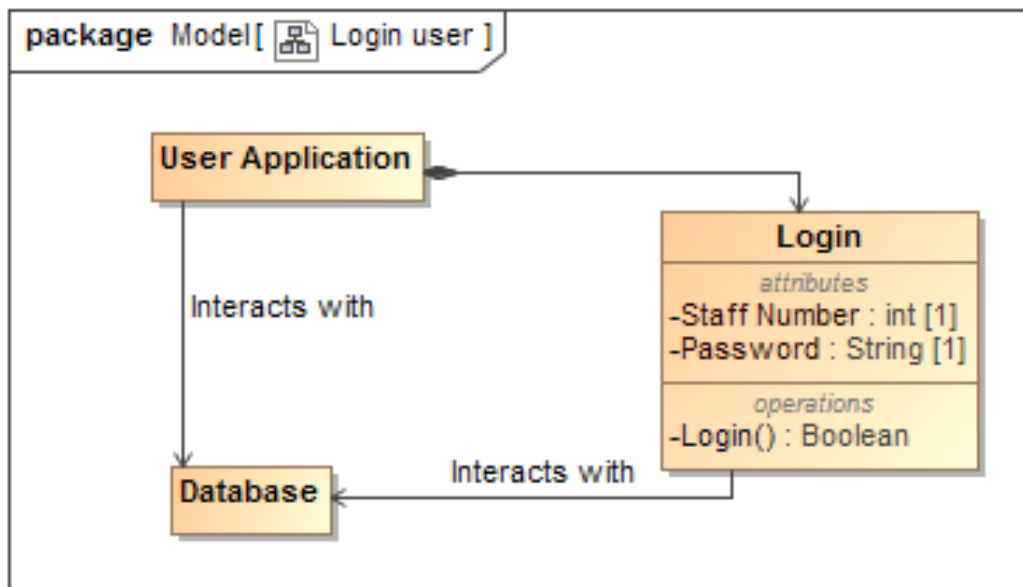 package Model[ Login user ]
User Application
Login
attributes
-Staff Number : int [1]
-Password : String [1]
operations
-Login() : Boolean
Interacts with
Interacts with
Database